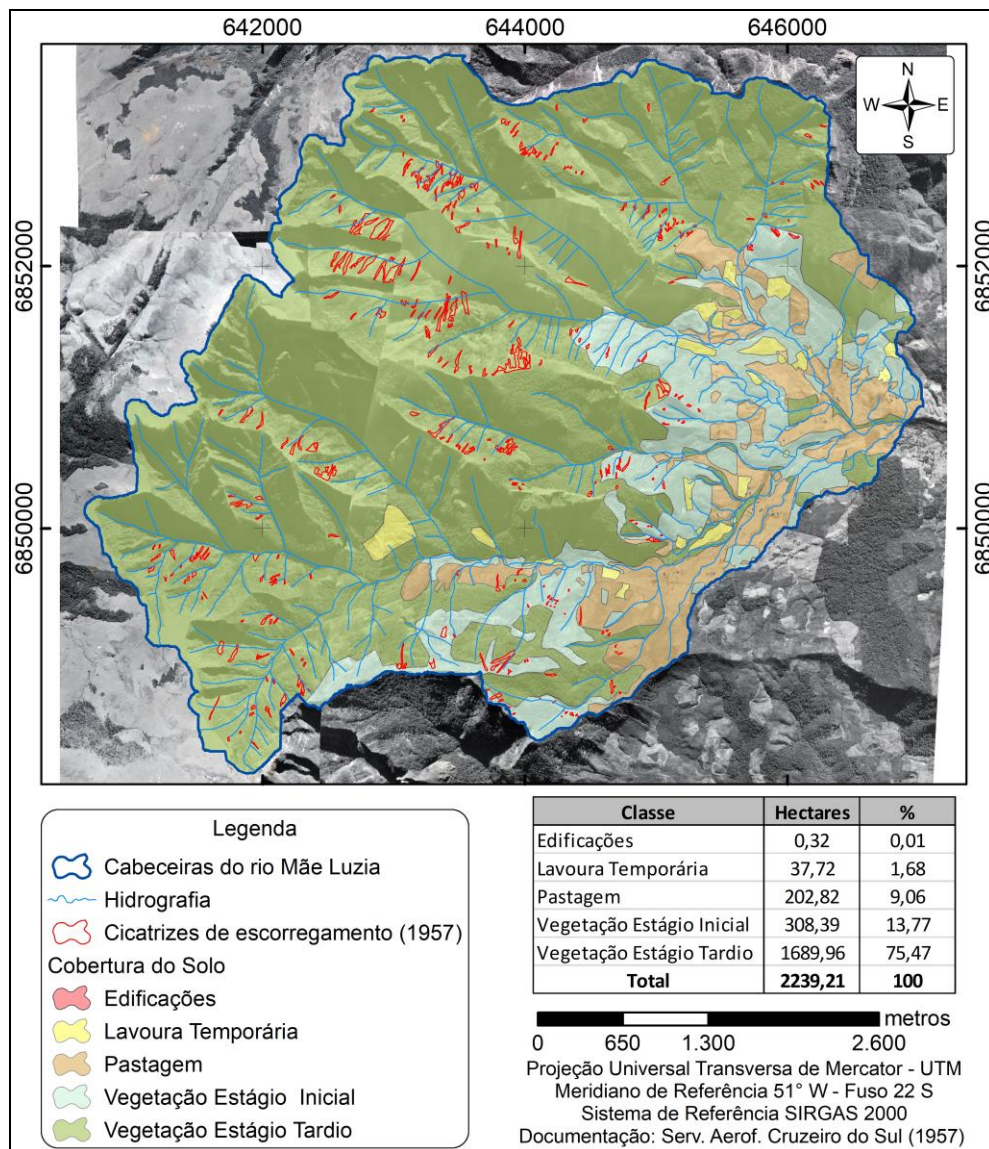 642000 644000 646000
N
W E
S
6852000 6852000
6850000 6850000
Legenda
Cabeceiras do rio Mãe Luzia
Hidrografia
Cicatrizes de escorregamento (1957)
Cobertura do Solo
Edificações
Lavoura Temporária
Pastagem
Vegetação Estágio Inicial
Vegetação Estágio Tardio
Classe Hectares %
Edificações 0,32 0,01
Lavoura Temporária 37,72 1,68
Pastagem 202,82 9,06
Vegetação Estágio Inicial 308,39 13,77
Vegetação Estágio Tardio 1689,96 75,47
Total 2239,21 100
metros
0 650 1.300 2.600
Projeção Universal Transversa de Mercator - UTM
Meridiano de Referência 51° W - Fuso 22 S
Sistema de Referência SIRGAS 2000
Documentação: Serv. Aerof. Cruzeiro do Sul (1957)